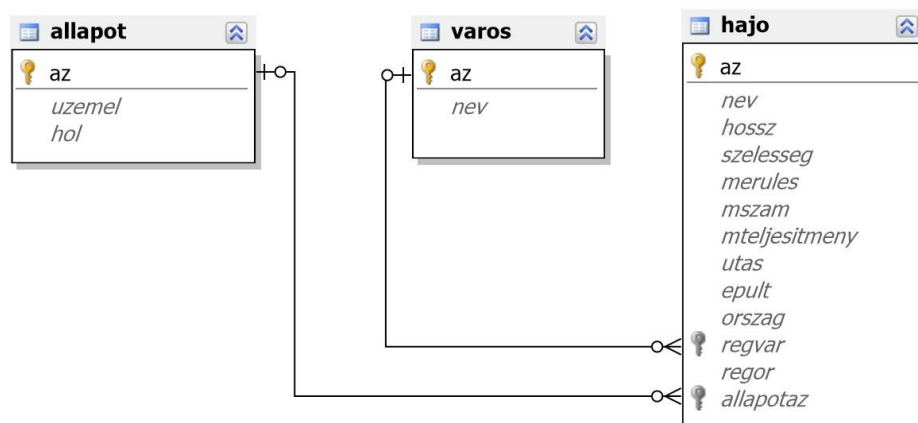 allapot
az
uzemel
hol
varos
az
nev
hajo
az
nev
hossz
szelesseg
merules
mszam
mteljesitmeny
utas
epult
orszag
regvar
regor
allapotaz